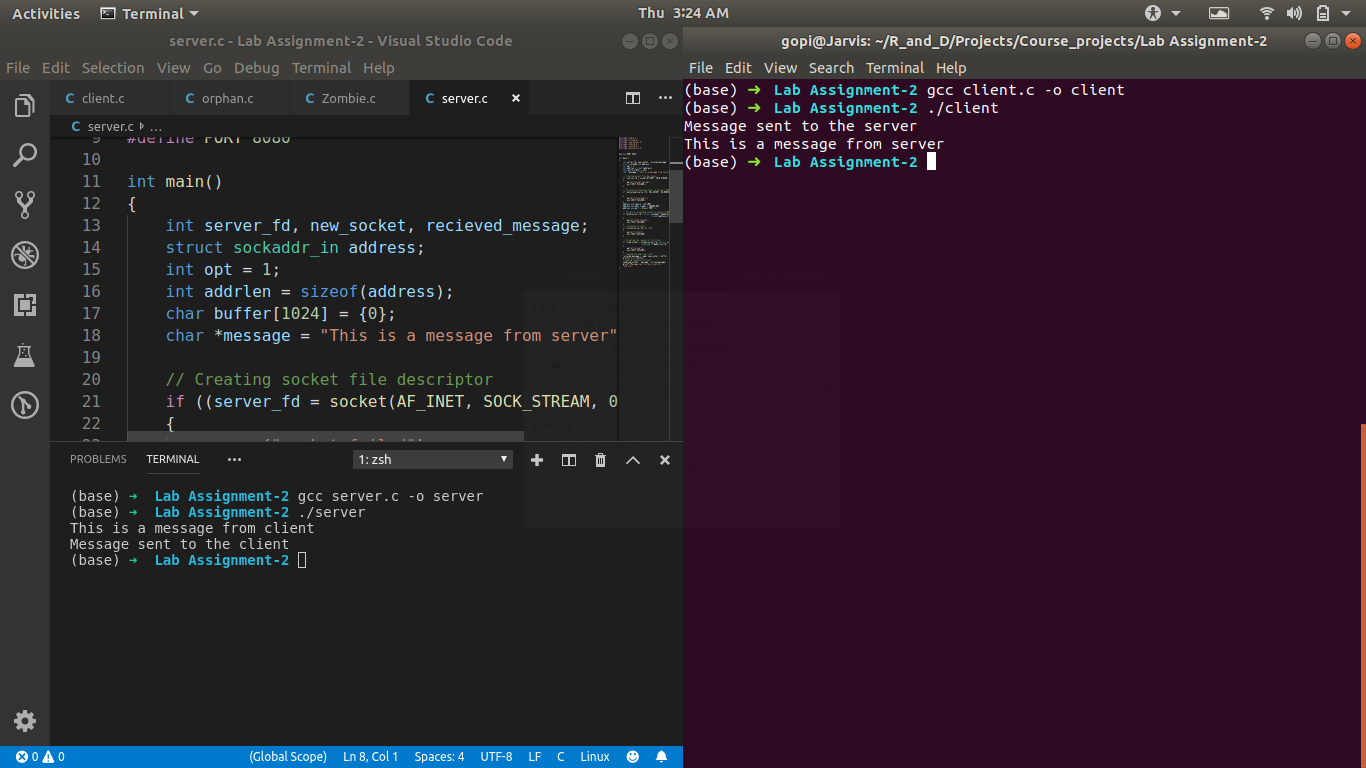 Activities Terminal Thu 3:24 AM
server.c - Lab Assignment-2 - Visual Studio Code
File Edit Selection View Go Debug Terminal Help
client.c orphan.c Zombie.c server.c
server.c
9 #define PORT 8080
10
11 int main()
12 {
13 int server_fd, new_socket, recieved_message;
14 struct sockaddr_in address;
15 int opt = 1;
16 int addrlen = sizeof(address);
17 char buffer[1024] = {0};
18 char *message = "This is a message from server"
19
20 // Creating socket file descriptor
21 if ((server_fd = socket(AF_INET, SOCK_STREAM, 0
22 {
PROBLEMS TERMINAL ••• 1: zsh
(base) ➜ Lab Assignment-2 gcc server.c -o server
(base) ➜ Lab Assignment-2 ./server
This is a message from client
Message sent to the client
(base) ➜ Lab Assignment-2
0 0 (Global Scope) Ln 8, Col 1 Spaces: 4 UTF-8 LF C Linux
gopi@Jarvis: ~/R_and_D/Projects/Course_projects/Lab Assignment-2
File Edit View Search Terminal Help
(base) ➜ Lab Assignment-2 gcc client.c -o client
(base) ➜ Lab Assignment-2 ./client
Message sent to the server
This is a message from server
(base) ➜ Lab Assignment-2